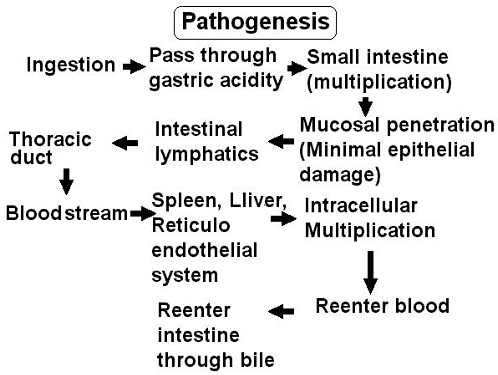 Pathogenesis
Ingestion
Pass through
gastric acidity
Small intestine
(multiplication)
Mucosal penetration
(Minimal epithelial
damage)
Intestinal
lymphatics
Thoracic
duct
Blood stream
Spleen, Lliver,
Reticulo
endothelial
system
Intracellular
Multiplication
Reenter blood
Reenter
intestine
through bile